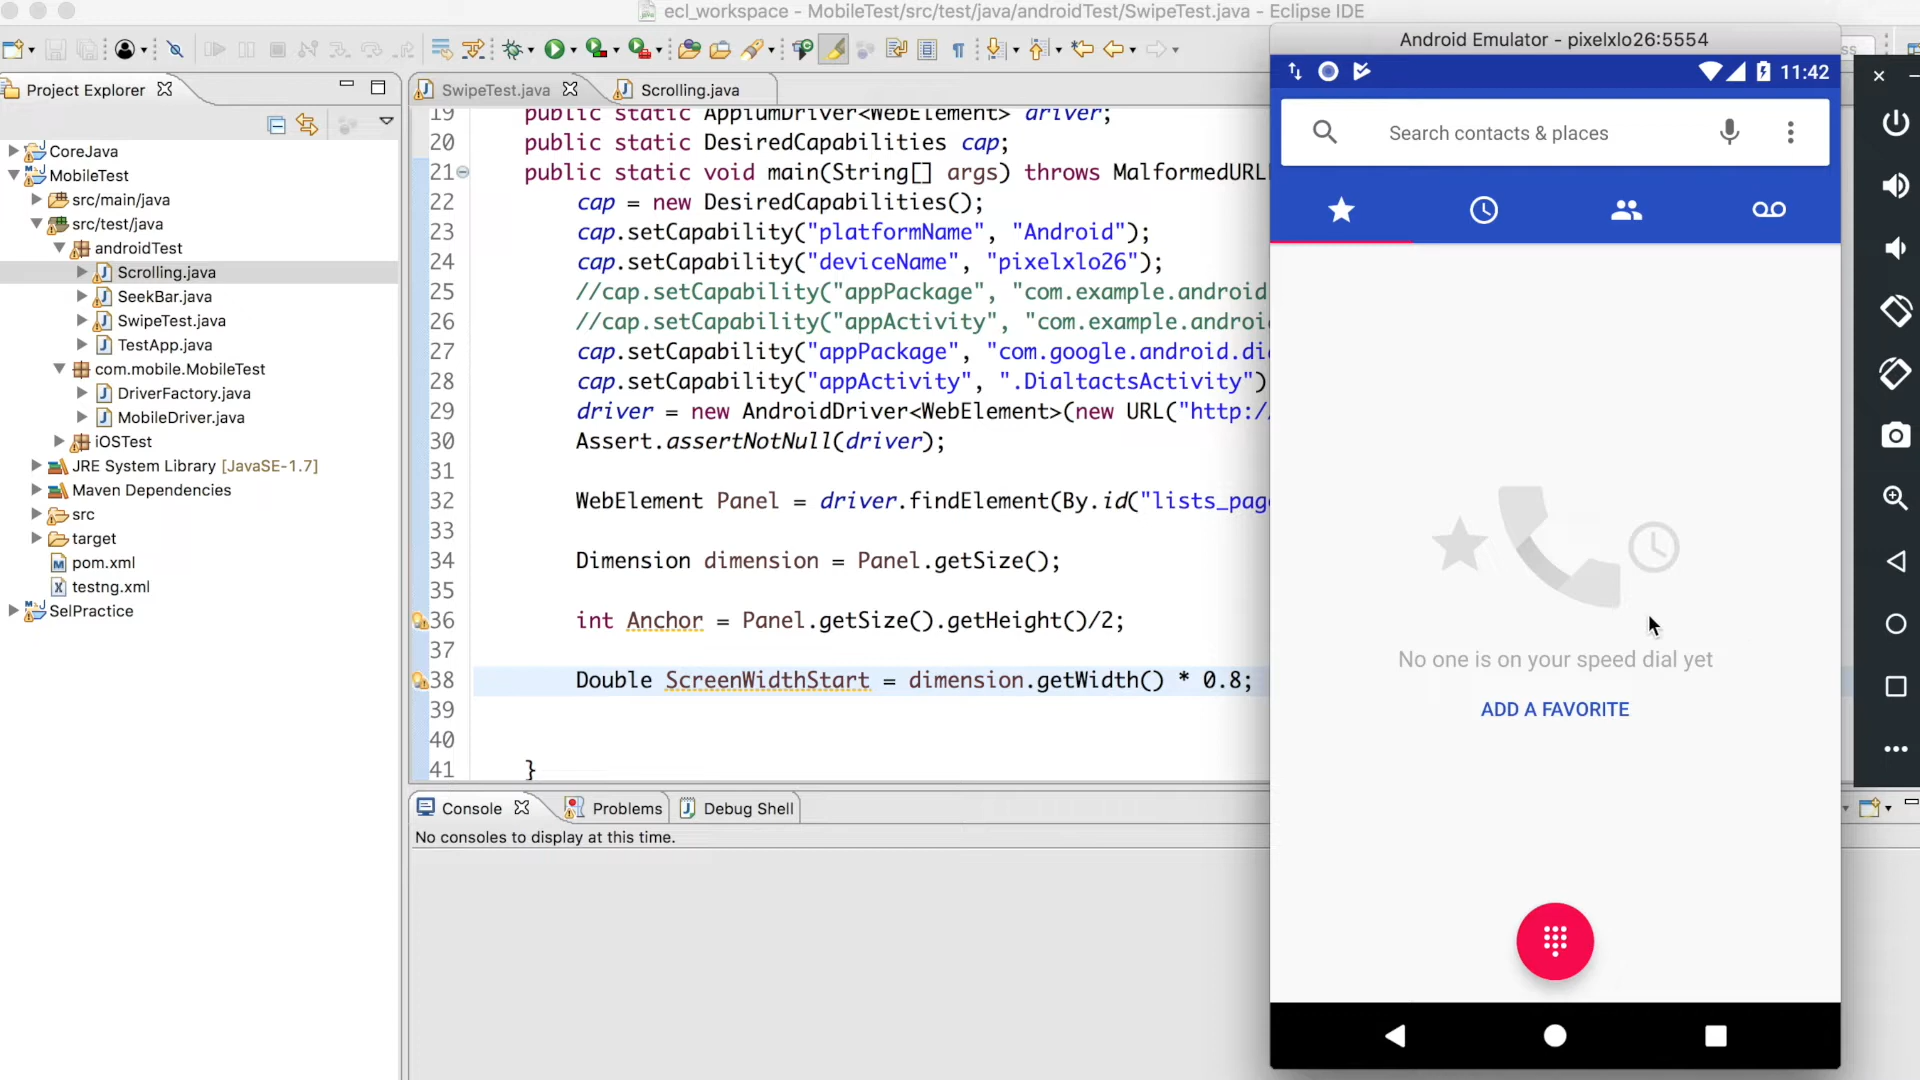 ecl_workspace - MobileTest/src/test/java/androidTest/SwipeTest.java - Eclipse IDE
Project Explorer
CoreJava
MobileTest
src/main/java
src/test/java
androidTest
Scrolling.java
SeekBar.java
SwipeTest.java
TestApp.java
com.mobile.MobileTest
DriverFactory.java
MobileDriver.java
iOSTest
JRE System Library [JavaSE-1.7]
Maven Dependencies
src
target
pom.xml
testng.xml
SelPractice
SwipeTest.java
Scrolling.java
19 public static AppiumDriver<WebElement> driver;
20 public static DesiredCapabilities cap;
21 public static void main(String[] args) throws MalformedURL
22 cap = new DesiredCapabilities();
23 cap.setCapability("platformName", "Android");
24 cap.setCapability("deviceName", "pixelxlo26");
25 //cap.setCapability("appPackage", "com.example.android
26 //cap.setCapability("appActivity", "com.example.androi
27 cap.setCapability("appPackage", "com.google.android.di
28 cap.setCapability("appActivity", ".DialtactsActivity")
29 driver = new AndroidDriver<WebElement>(new URL("http:/
30 Assert.assertNotNull(driver);
31
32 WebElement Panel = driver.findElement(By.id("lists_pag
33
34 Dimension dimension = Panel.getSize();
35
36 int Anchor = Panel.getSize().getHeight()/2;
37
38 Double ScreenWidthStart = dimension.getWidth() * 0.8;
39
40
41 }
Console
Problems
Debug Shell
No consoles to display at this time.
Android Emulator - pixelxlo26:5554
11:42
Search contacts & places
No one is on your speed dial yet
ADD A FAVORITE